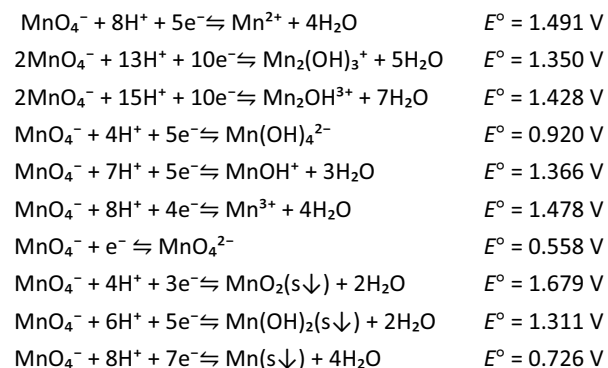 MnO₄⁻ + 8H⁺ + 5e⁻⇋ Mn²⁺ + 4H₂O E° = 1.491 V
2MnO₄⁻ + 13H⁺ + 10e⁻⇋ Mn₂(OH)₃⁺ + 5H₂O E° = 1.350 V
2MnO₄⁻ + 15H⁺ + 10e⁻⇋ Mn₂OH³⁺ + 7H₂O E° = 1.428 V
MnO₄⁻ + 4H⁺ + 5e⁻⇋ Mn(OH)₄²⁻ E° = 0.920 V
MnO₄⁻ + 7H⁺ + 5e⁻⇋ MnOH⁺ + 3H₂O E° = 1.366 V
MnO₄⁻ + 8H⁺ + 4e⁻⇋ Mn³⁺ + 4H₂O E° = 1.478 V
MnO₄⁻ + e⁻ ⇋ MnO₄²⁻ E° = 0.558 V
MnO₄⁻ + 4H⁺ + 3e⁻⇋ MnO₂(s↓) + 2H₂O E° = 1.679 V
MnO₄⁻ + 6H⁺ + 5e⁻⇋ Mn(OH)₂(s↓) + 2H₂O E° = 1.311 V
MnO₄⁻ + 8H⁺ + 7e⁻⇋ Mn(s↓) + 4H₂O E° = 0.726 V